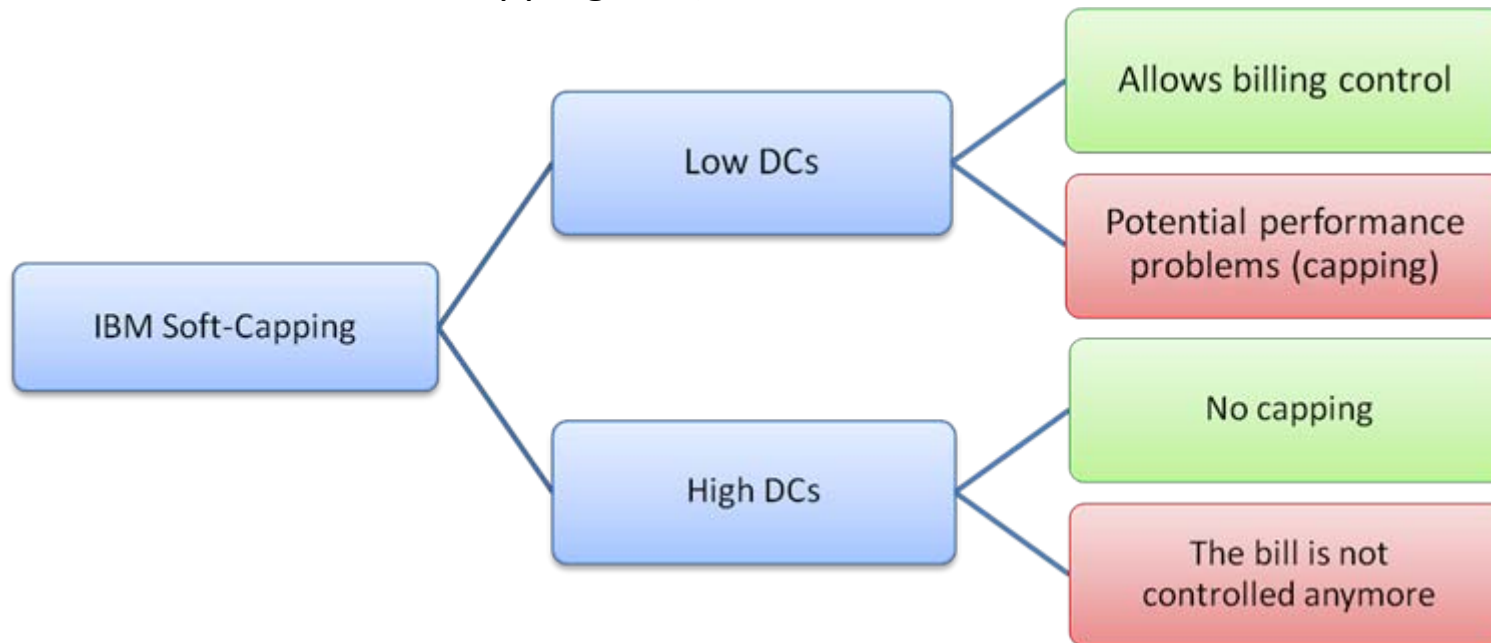 Allows billing control
Low DCs
Potential performance
problems (capping)
IBM Soft-Capping
No capping
High DCs
The bill is not
controlled anymore